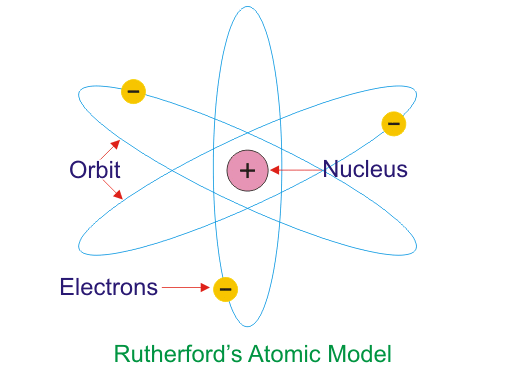 −
−
+
Orbit
Nucleus
Electrons
−
Rutherford’s Atomic Model